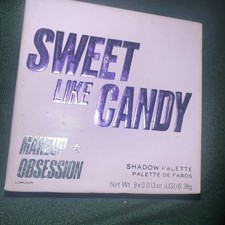 SWEET
LIKE CANDY
MAKEUP
OBSESSION
LONDON
SHADOW PALETTE
PALETTE DE FARDS
Net Wt. 9 x 0.013 oz (US)/0.38g